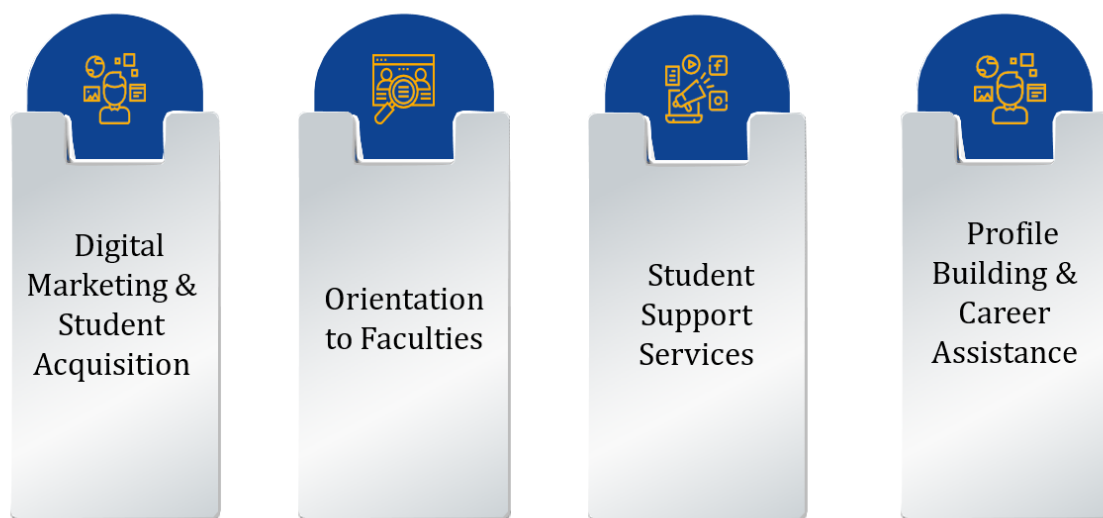 Digital
Marketing &
Student
Acquisition
Orientation
to Faculties
Student
Support
Services
Profile
Building &
Career
Assistance